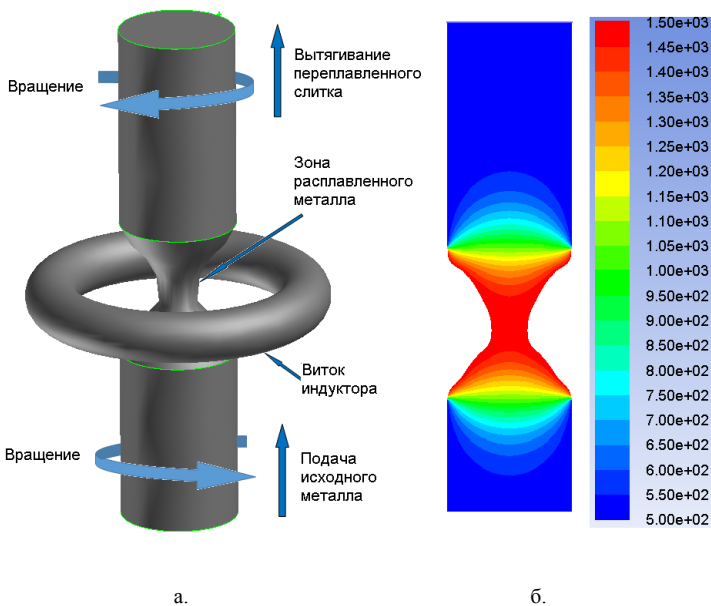 Вращение
Вытягивание
переплавленного
слитка
Зона
расплавленного
металла
Виток
индуктора
Вращение
Подача
исходного
металла
1.50e+03
1.45e+03
1.40e+03
1.35e+03
1.30e+03
1.25e+03
1.20e+03
1.15e+03
1.10e+03
1.05e+03
1.00e+03
9.50e+02
9.00e+02
8.50e+02
8.00e+02
7.50e+02
7.00e+02
6.50e+02
6.00e+02
5.50e+02
5.00e+02
а.
б.